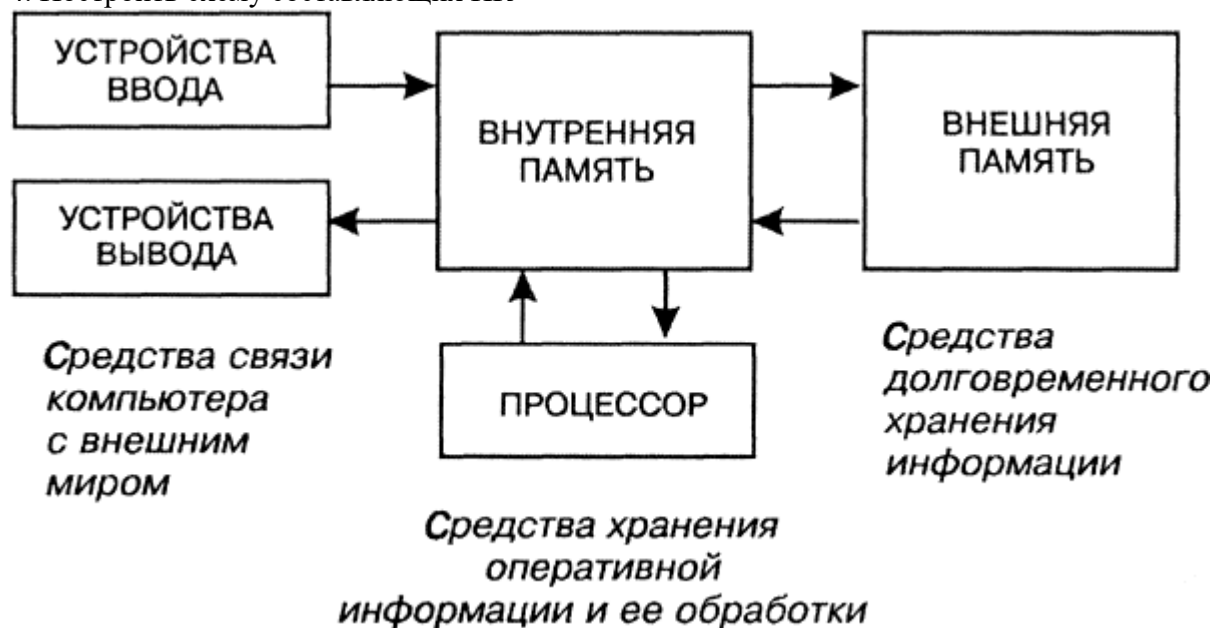 УСТРОЙСТВА
ВВОДА
УСТРОЙСТВА
ВЫВОДА
ВНУТРЕННЯЯ
ПАМЯТЬ
ВНЕШНЯЯ
ПАМЯТЬ
ПРОЦЕССОР
Средства связи
компьютера
с внешним
миром
Средства хранения
оперативной
информации и ее обработки
Средства
долговременного
хранения
информации